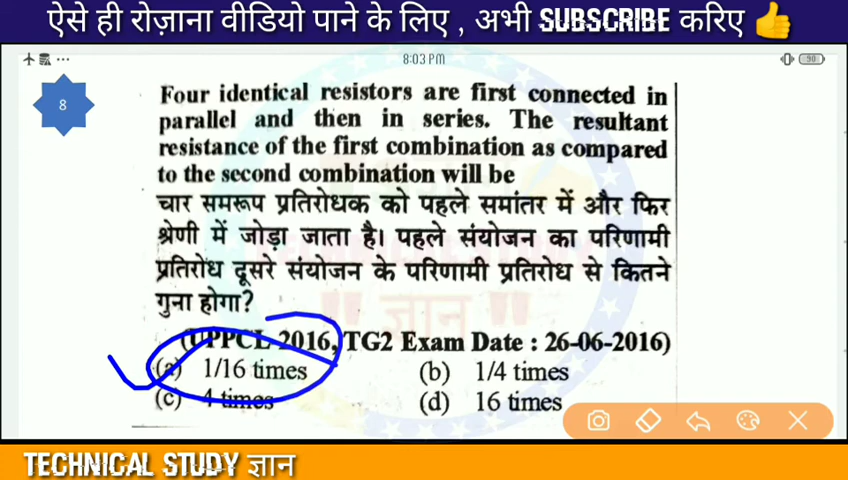 ऐसे ही रोज़ाना वीडियो पाने के लिए , अभी SUBSCRIBE करिए 👍
8:03 PM
90
8
Four identical resistors are first connected in
parallel and then in series. The resultant
resistance of the first combination as compared
to the second combination will be
चार समरूप प्रतिरोधक को पहले समांतर में और फिर
श्रेणी में जोड़ा जाता है। पहले संयोजन का परिणामी
प्रतिरोध दूसरे संयोजन के परिणामी प्रतिरोध से कितने
गुना होगा?
(UPPCL 2016, TG2 Exam Date : 26-06-2016)
(a) 1/16 times (b) 1/4 times
(c) 4 times (d) 16 times
" ज्ञान "
TECHNICAL STUDY ज्ञान